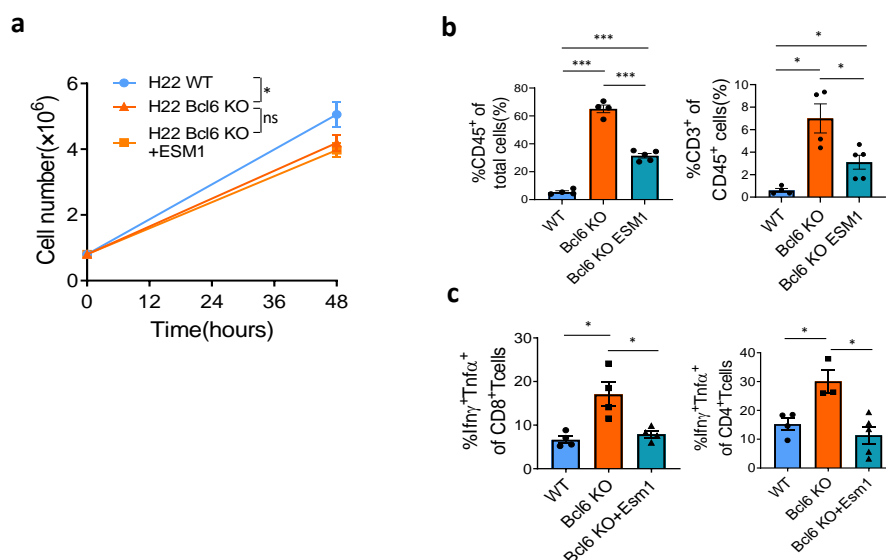 a
H22 WT
H22 Bcl6 KO
H22 Bcl6 KO
+ESM1
*
ns
Cell number(×10⁶)
6
4
2
0
0 12 24 36 48
Time(hours)
b
%CD45⁺ of
total cells(%)
100
80
60
40
20
0
***
*** ***
WT
Bcl6 KO
Bcl6 KO ESM1
%CD3⁺ of
CD45⁺ cells(%)
10
8
6
4
2
0
*
* *
WT
Bcl6 KO
Bcl6 KO ESM1
c
%Ifnγ⁺Tnfα⁺
of CD8⁺Tcells
30
20
10
0
* *
WT
Bcl6 KO
Bcl6 KO+Esm1
%Ifnγ⁺Tnfα⁺
of CD4⁺Tcells
40
30
20
10
0
* *
WT
Bcl6 KO
Bcl6 KO+Esm1